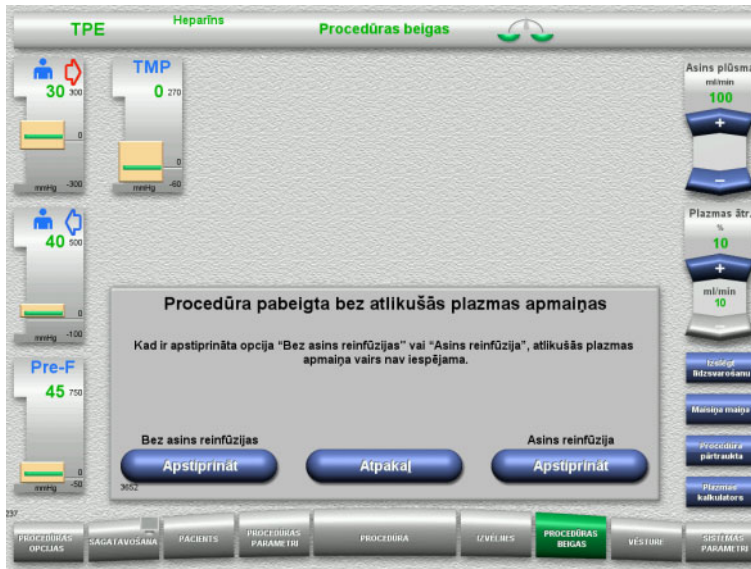 TPE
Heparīns
Procedūras beigas
30
300
0
-300
mmHg
TMP
0
270
0
-60
mmHg
40
500
0
-100
mmHg
Pre-F
45
750
0
-50
mmHg
Procedūra pabeigta bez atlikušās plazmas apmaiņas
Kad ir apstiprināta opcija “Bez asins reinfūzijas” vai “Asins reinfūzija”, atlikušās plazmas
apmaiņa vairs nav iespējama.
Bez asins reinfūzijas
Apstiprināt
Atpakaļ
Asins reinfūzija
Apstiprināt
3652
Asins plūsma
ml/min
100
+
–
Plazmas ātr.
%
10
+
ml/min
10
–
Izslēgt
līdzsvarošanu
Maisiņa maiņa
Procedūra
pārtraukta
Plazmas
kalkulators
237
PROCEDŪRAS
OPCIJAS
SAGATAVOŠANA
PACIENTS
PROCEDŪRAS
PARAMETRI
PROCEDŪRA
IZVĒLNES
PROCEDŪRAS
BEIGAS
VĒSTURE
SISTĒMAS
PARAMETRI